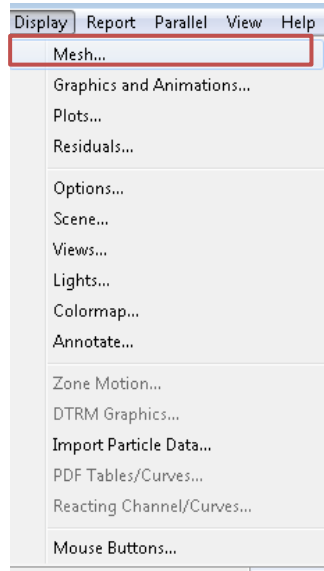 Display Report Parallel View Help
Mesh...
Graphics and Animations...
Plots...
Residuals...
Options...
Scene...
Views...
Lights...
Colormap...
Annotate...
Zone Motion...
DTRM Graphics...
Import Particle Data...
PDF Tables/Curves...
Reacting Channel/Curves...
Mouse Buttons...